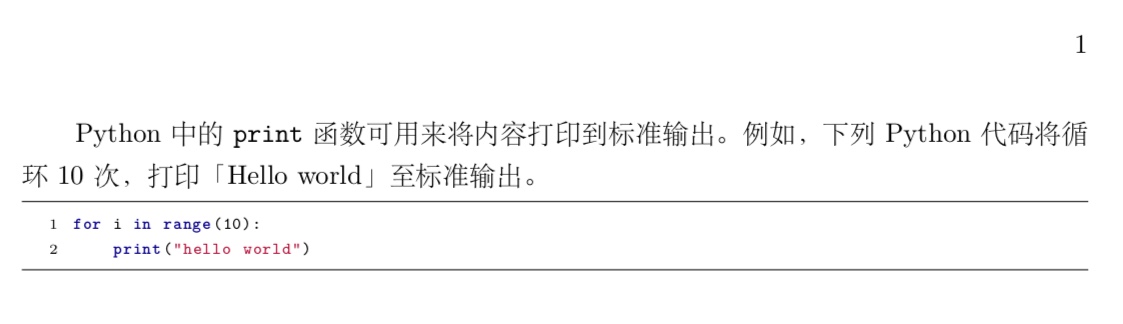 1
Python 中的 print 函数可用来将内容打印到标准输出。例如，下列 Python 代码将循
环 10 次，打印「Hello world」至标准输出。
1 for i in range(10):
2     print("hello world")